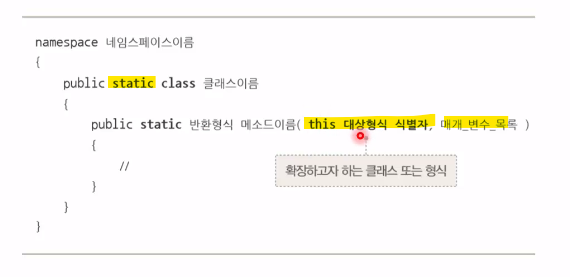 namespace 네임스페이스이름
{
public static class 클래스이름
{
public static 반환형식 메소드이름( this 대상형식 식별자, 매개_변수_목록 )
{
//
확장하고자 하는 클래스 또는 형식
}
}
}